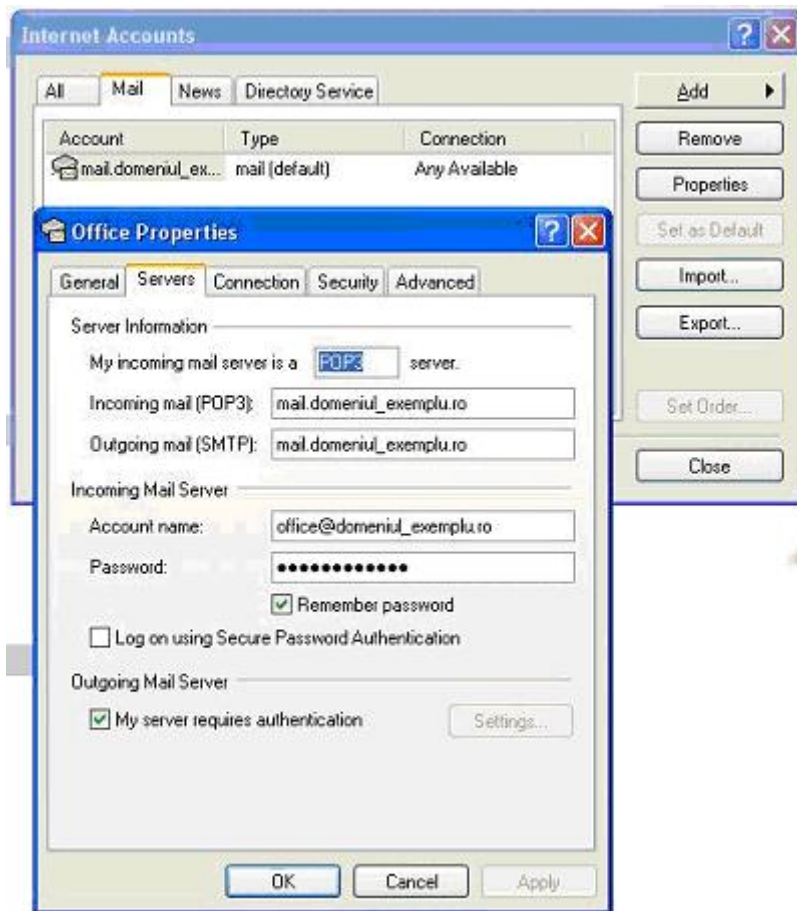 Internet Accounts
All Mail News Directory Service
Add
Account Type Connection
Remove
mail.domeniul_ex... mail (default) Any Available
Properties
Set as Default
Import...
Export...
Set Order...
Close
Office Properties
General Servers Connection Security Advanced
Server Information
My incoming mail server is a POP3 server.
Incoming mail (POP3): mail.domeniul_exemplu.ro
Outgoing mail (SMTP): mail.domeniul_exemplu.ro
Incoming Mail Server
Account name: office@domeniul_exemplu.ro
Password: ●●●●●●●●●●●●
Remember password
Log on using Secure Password Authentication
Outgoing Mail Server
My server requires authentication Settings...
OK Cancel Apply